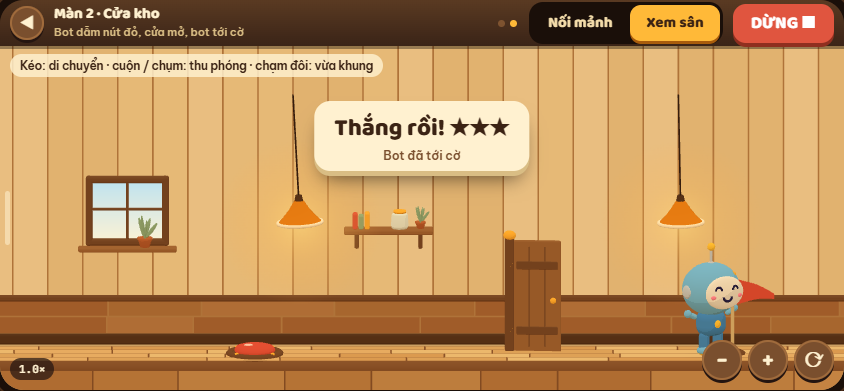 Màn 2 · Cửa kho
Bot dẫm nút đỏ, cửa mở, bot tới cờ
Nối mảnh
Xem sân
DỪNG
Kéo: di chuyển · cuộn / chụm: thu phóng · chạm đôi: vừa khung
Thắng rồi! ★★★
Bot đã tới cờ
1.0×